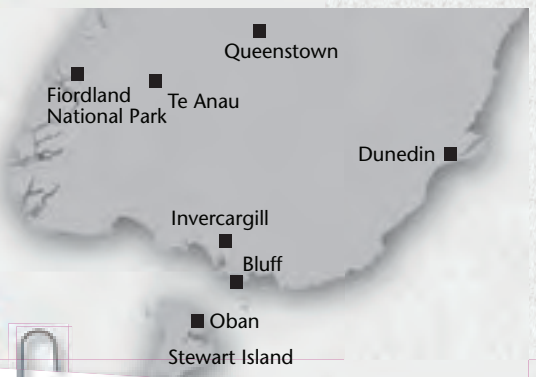 Queenstown
Fiordland
National Park
Te Anau
Dunedin
Invercargill
Bluff
Oban
Stewart Island